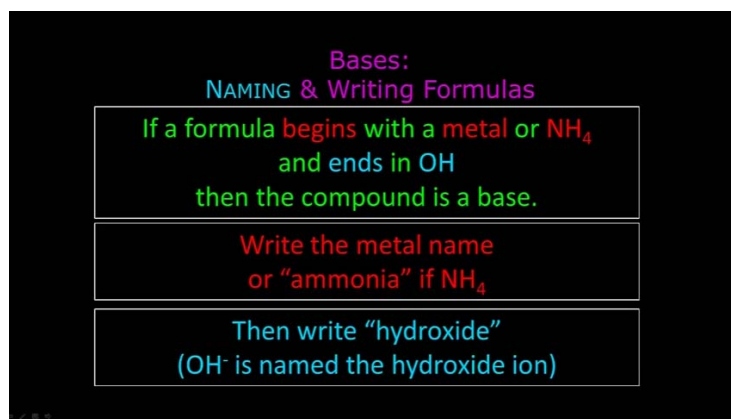 Bases:
NAMING & Writing Formulas
If a formula begins with a metal or NH₄
and ends in OH
then the compound is a base.
Write the metal name
or “ammonia” if NH₄
Then write “hydroxide”
(OH⁻ is named the hydroxide ion)